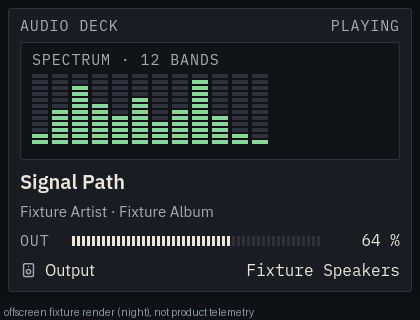 AUDIO DECK PLAYING
SPECTRUM · 12 BANDS
Signal Path
Fixture Artist · Fixture Album
OUT 64 %
Output Fixture Speakers
offscreen fixture render (night), not product telemetry